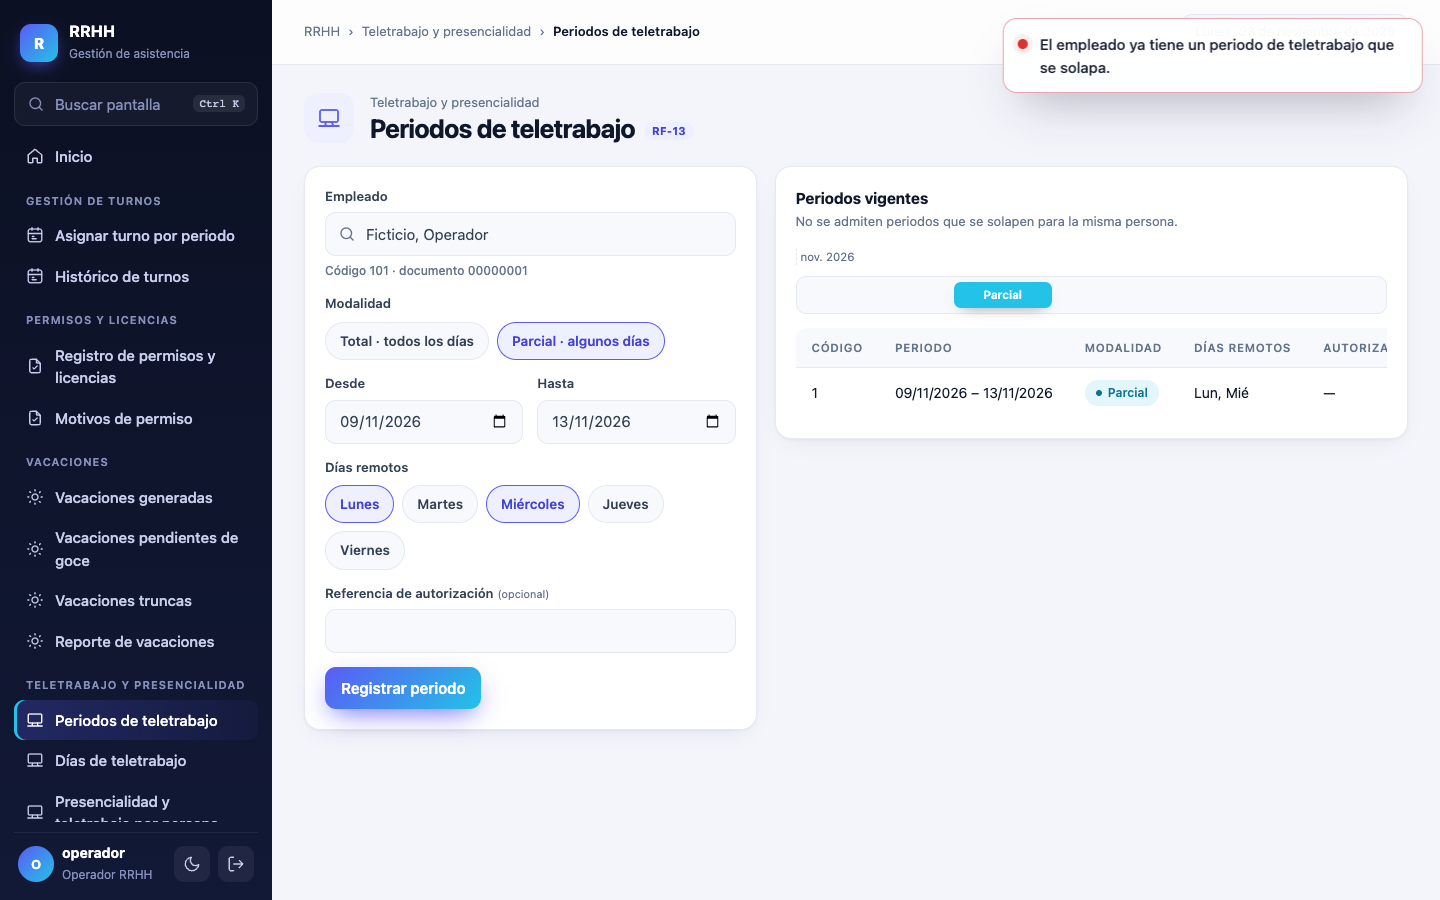 RRHH
Gestión de asistencia
R
Buscar pantalla
Ctrl K
Inicio
GESTIÓN DE TURNOS
Asignar turno por periodo
Histórico de turnos
PERMISOS Y LICENCIAS
Registro de permisos y
licencias
Motivos de permiso
VACACIONES
Vacaciones generadas
Vacaciones pendientes de
goce
Vacaciones truncas
Reporte de vacaciones
TELETRABAJO Y PRESENCIALIDAD
Periodos de teletrabajo
Días de teletrabajo
Presencialidad y
teletrabajo por persona
O
operador
Operador RRHH
RRHH › Teletrabajo y presencialidad › Periodos de teletrabajo
El empleado ya tiene un periodo de teletrabajo que
se solapa.
Teletrabajo y presencialidad
Periodos de teletrabajo RF-13
Empleado
Ficticio, Operador
Código 101 · documento 00000001
Modalidad
Total · todos los días
Parcial · algunos días
Desde
Hasta
09/11/2026
13/11/2026
Días remotos
Lunes
Martes
Miércoles
Jueves
Viernes
Referencia de autorización (opcional)
Registrar periodo
Periodos vigentes
No se admiten periodos que se solapen para la misma persona.
nov. 2026
Parcial
CÓDIGO PERIODO MODALIDAD DÍAS REMOTOS AUTORIZA
1 09/11/2026 – 13/11/2026 Parcial Lun, Mié —